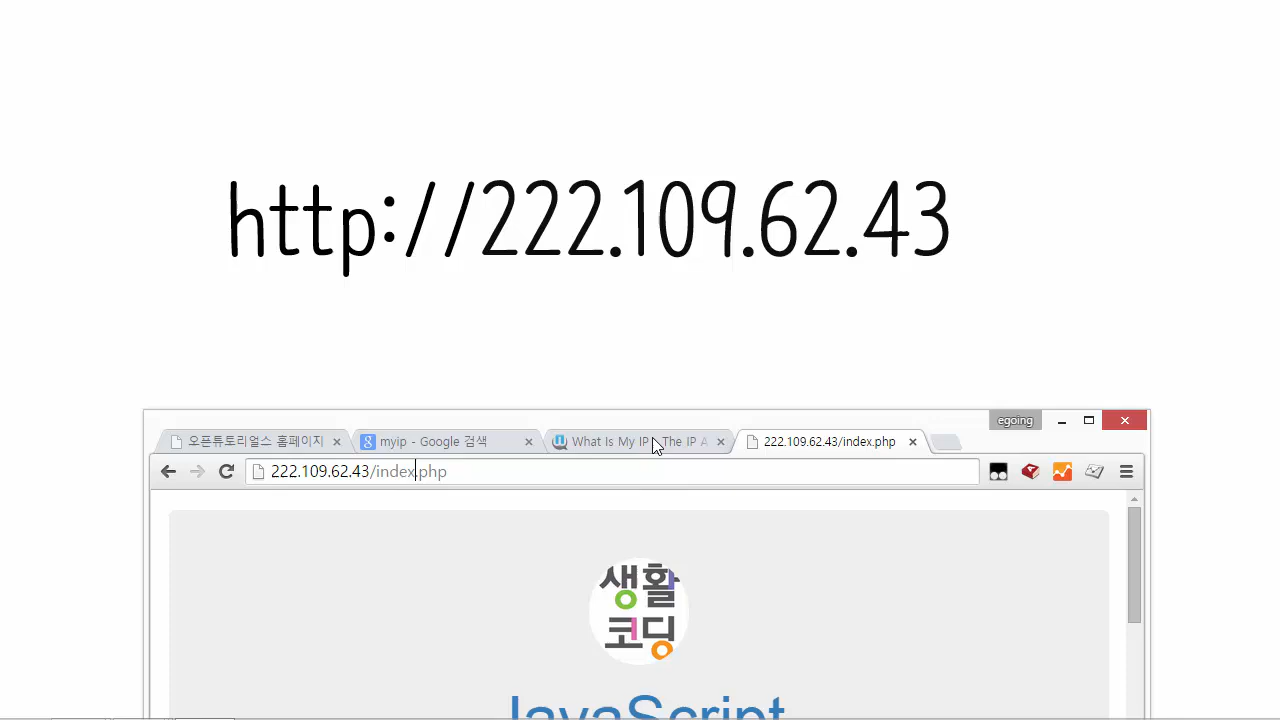 http://222.109.62.43
egoing
오픈튜토리얼스 홈페이지
myip - Google 검색
What Is My IP
The IP A
222.109.62.43/index.php
222.109.62.43/index.php
생활
코딩
JavaScript